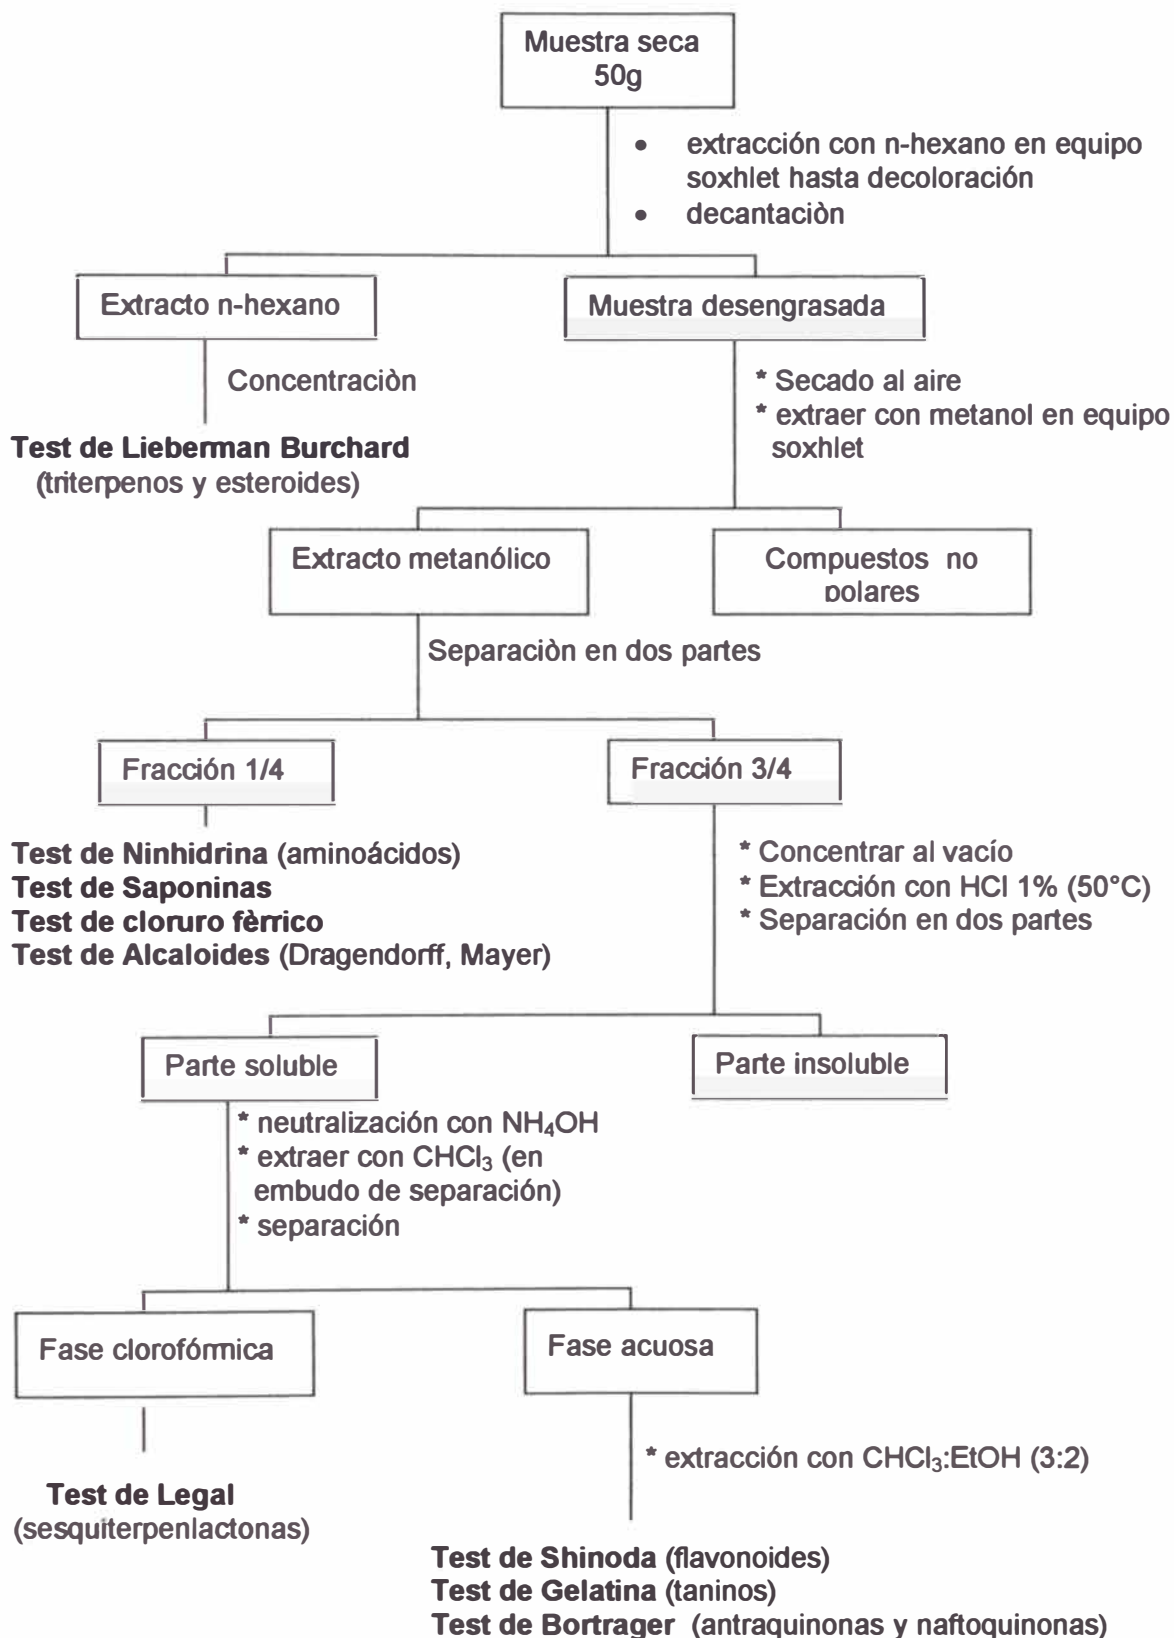 Muestra seca
50g
• extracción con n-hexano en equipo
soxhlet hasta decoloración
• decantaciòn
Extracto n-hexano
Muestra desengrasada
Concentraciòn
* Secado al aire
* extraer con metanol en equipo
soxhlet
Test de Lieberman Burchard
(triterpenos y esteroides)
Extracto metanólico
Compuestos no
polares
Separaciòn en dos partes
Fracción 1/4
Fracción 3/4
Test de Ninhidrina (aminoácidos)
Test de Saponinas
Test de cloruro fèrrico
Test de Alcaloides (Dragendorff, Mayer)
* Concentrar al vacío
* Extracción con HCl 1% (50°C)
* Separación en dos partes
Parte soluble
Parte insoluble
* neutralización con NH₄OH
* extraer con CHCl₃ (en
embudo de separación)
* separación
Fase clorofórmica
Fase acuosa
* extracción con CHCl₃:EtOH (3:2)
Test de Legal
(sesquiterpenlactonas)
Test de Shinoda (flavonoides)
Test de Gelatina (taninos)
Test de Bortrager (antraquinonas y naftoquinonas)